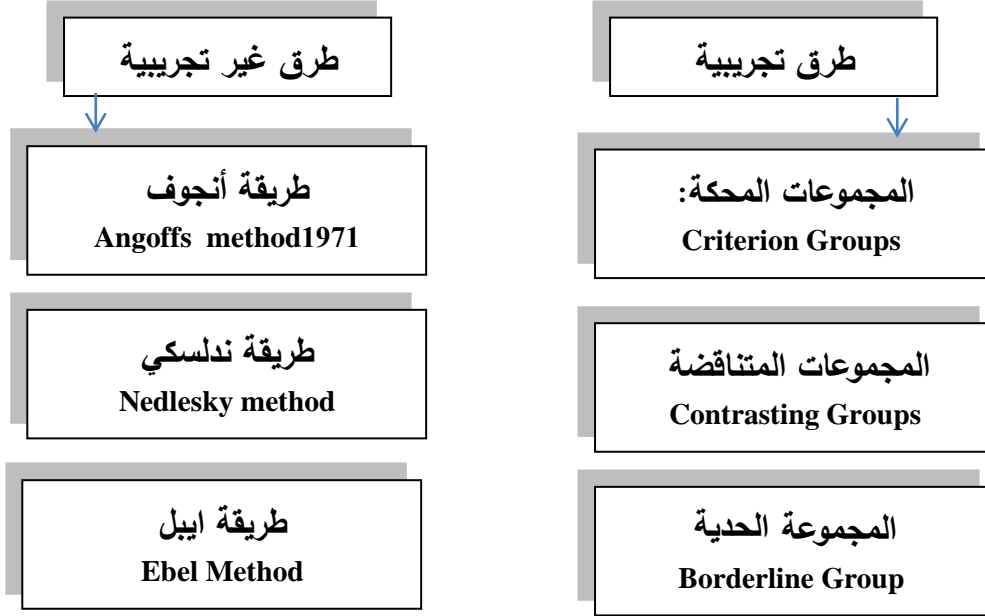 طرق تجريبية
المجموعات المحكة:
Criterion Groups
المجموعات المتناقضة
Contrasting Groups
المجموعة الحدية
Borderline Group
طرق غير تجريبية
طريقة أنجوف
Angoffs method1971
طريقة ندلسكي
Nedlesky method
طريقة ايبل
Ebel Method